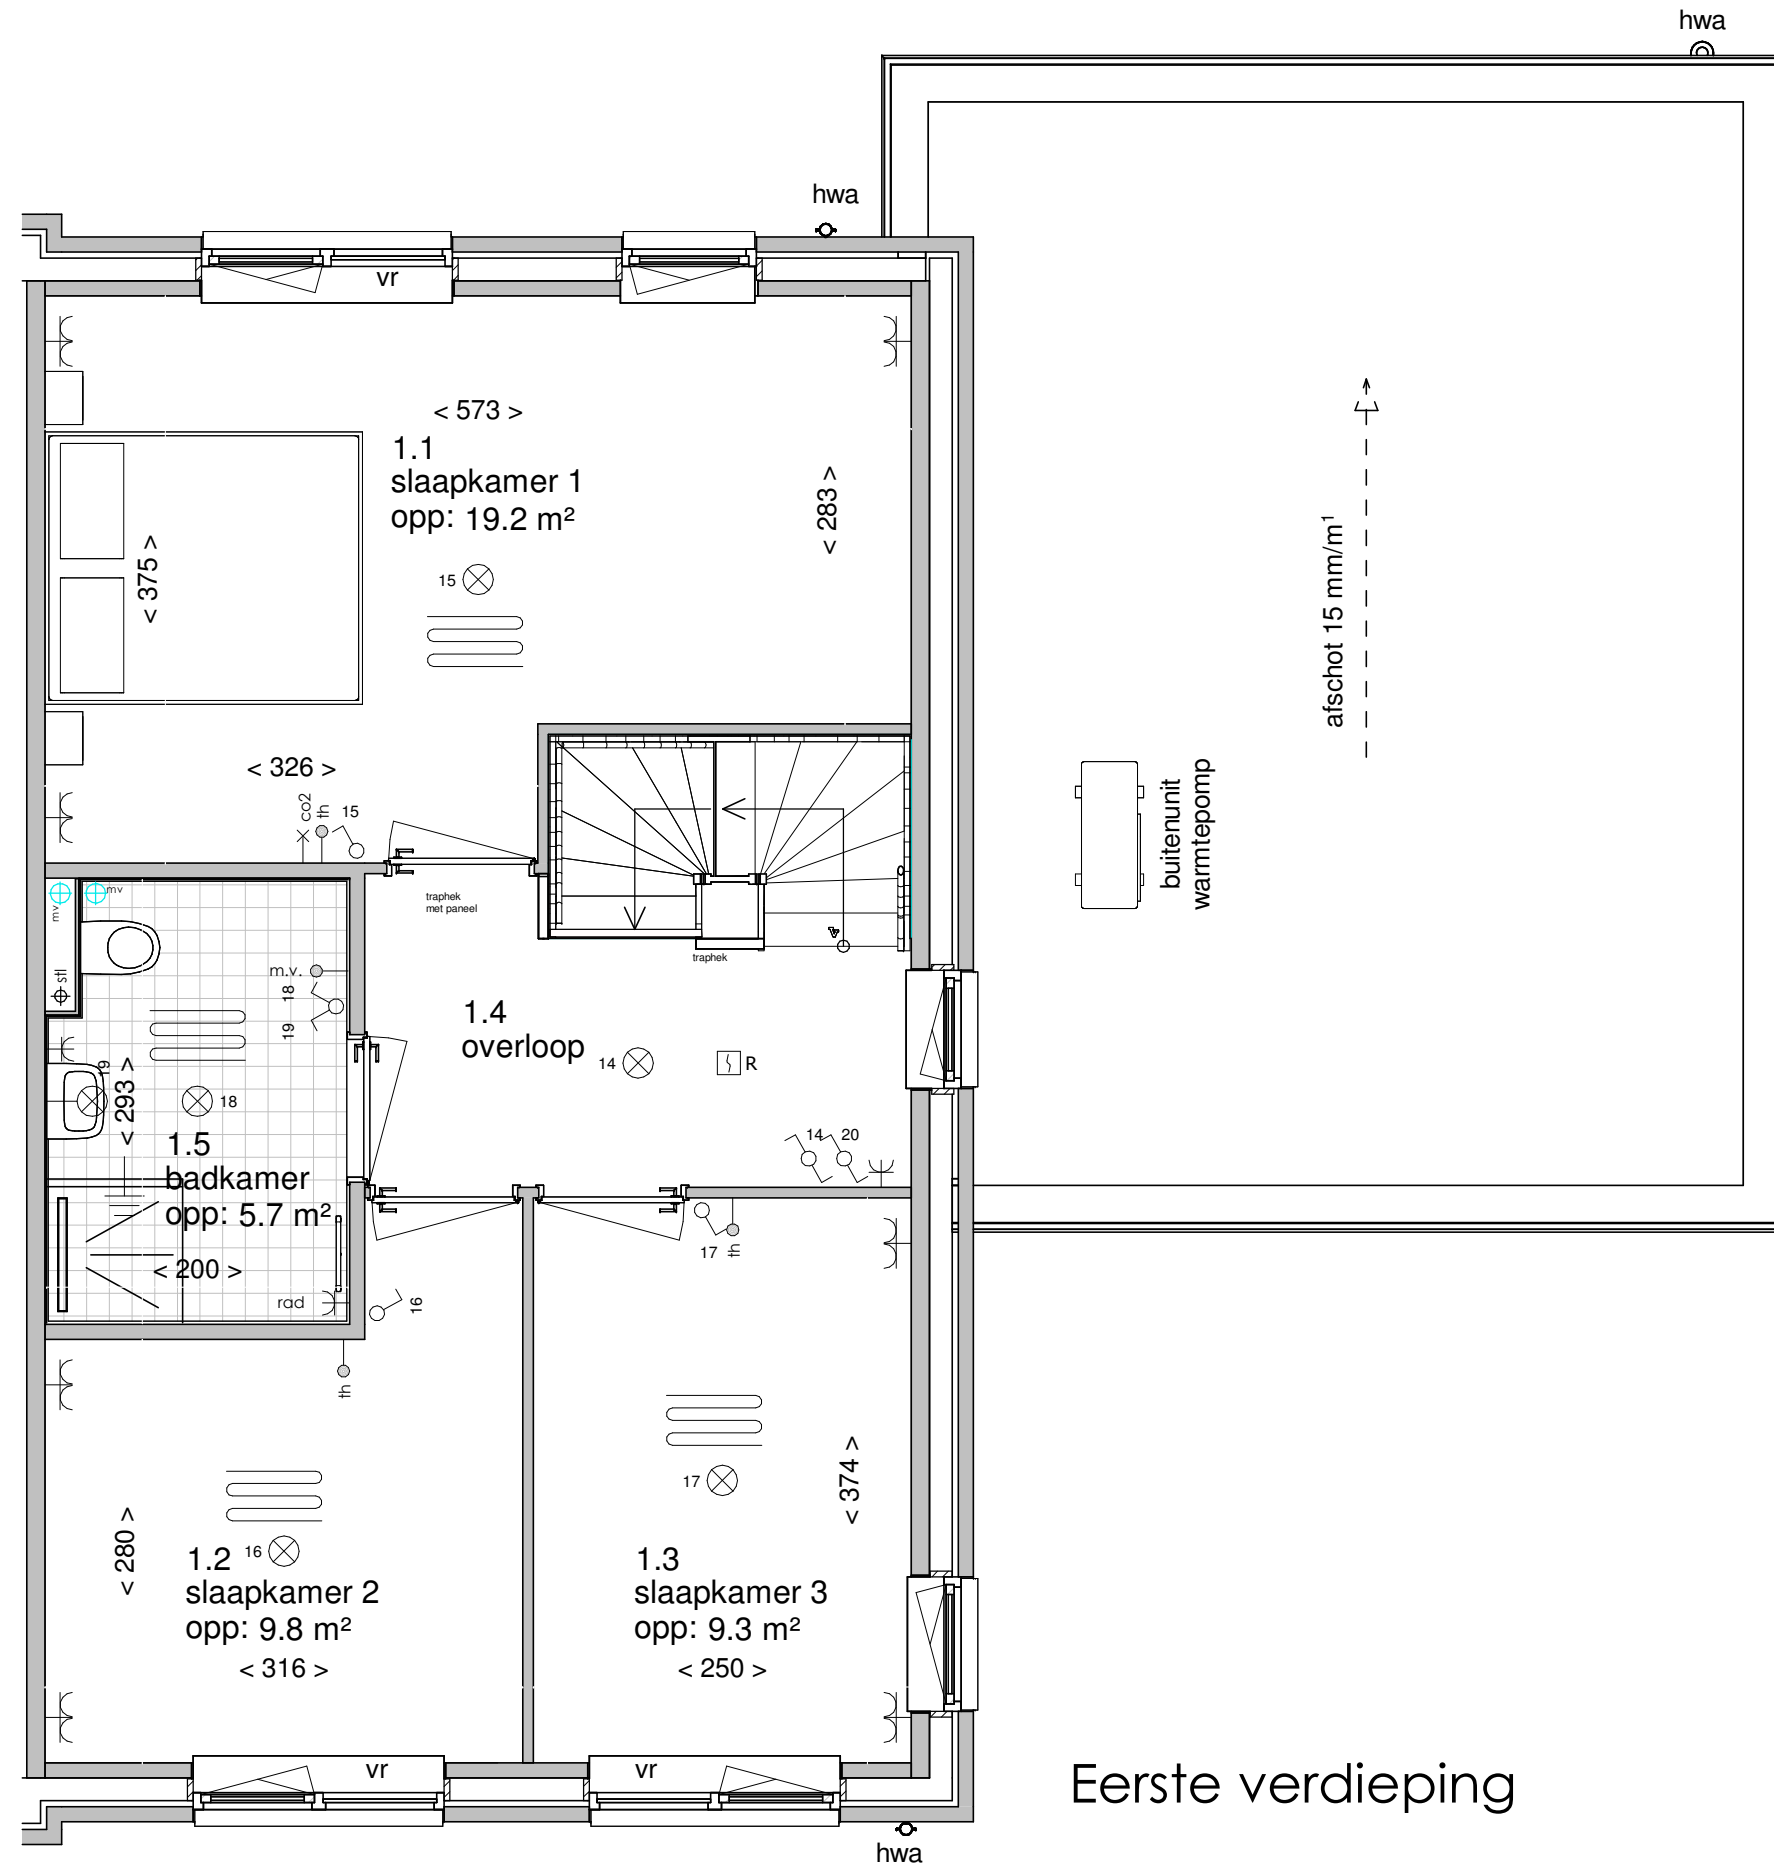 hwa
hwa
vr
< 573 >
1.1
slaapkamer 1
opp: 19.2 m²
< 283 >
< 375 >
15
afschot 15 mm/m¹
< 326 >
co2
th
15
buitenunit
warmtepomp
traphek
met paneel
mv
mv
stl
traphek
m.v.
18
19
1.4
overloop
14
R
19
< 293 >
18
1.5
badkamer
opp: 5.7 m²
14
20
< 200 >
rad
17
th
16
th
< 374 >
17
< 280 >
1.2
16
slaapkamer 2
opp: 9.8 m²
< 316 >
1.3
slaapkamer 3
opp: 9.3 m²
< 250 >
vr
vr
Eerste verdieping
hwa